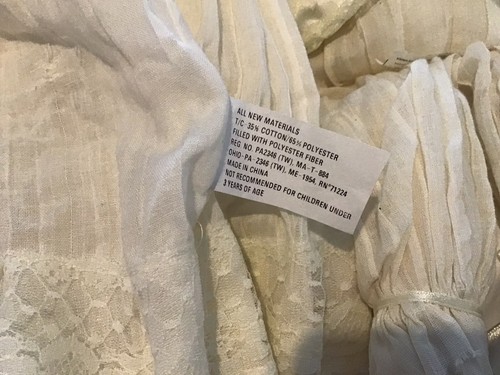 ALL NEW MATERIALS
T/C-35% COTTON/65% POLYESTER
FILLED WITH POLYESTER FIBER
REG NO. PA2346 (TW), MA-T-884
OHIO-PA-2346 (TW), ME-1954, RN"71224
MADE IN CHINA
NOT RECOMMENDED FOR CHILDREN UNDER
3 YEARS OF AGE